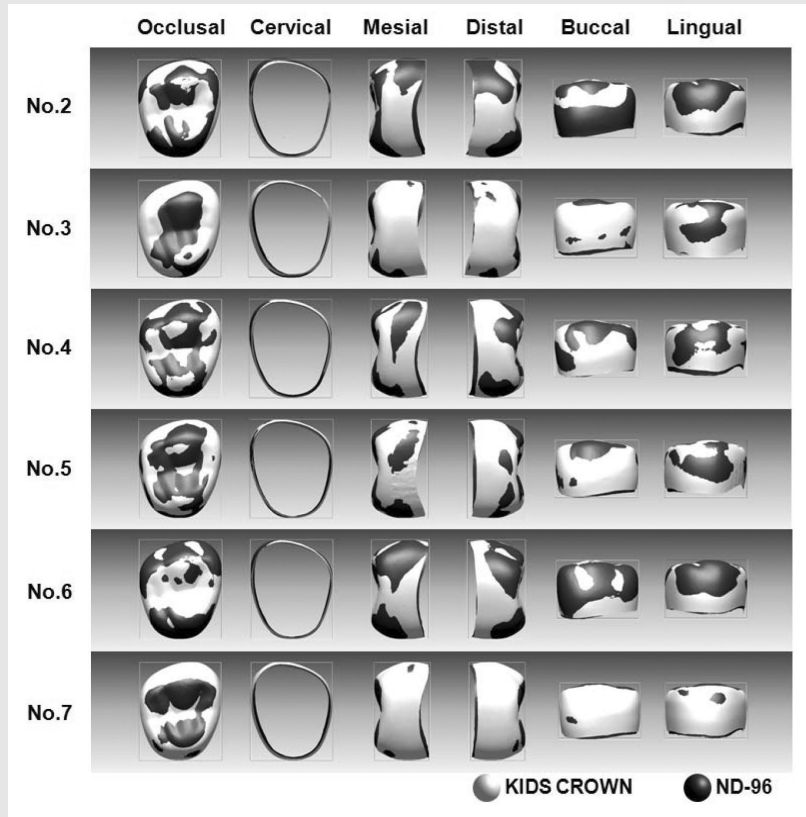 Occlusal Cervical Mesial Distal Buccal Lingual
No.2
No.3
No.4
No.5
No.6
No.7
KIDS CROWN ND-96